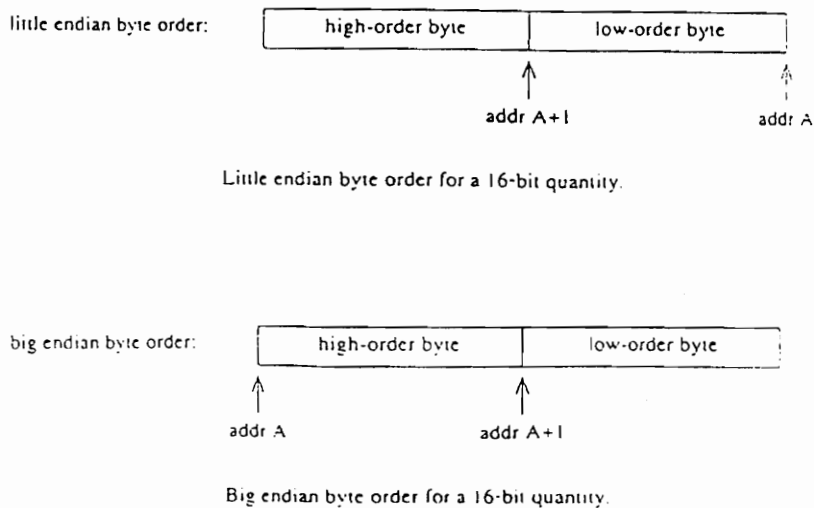 little endian byte order:
high-order byte
low-order byte
addr A+1
addr A
Little endian byte order for a 16-bit quantity.
big endian byte order:
high-order byte
low-order byte
addr A
addr A+1
Big endian byte order for a 16-bit quantity.